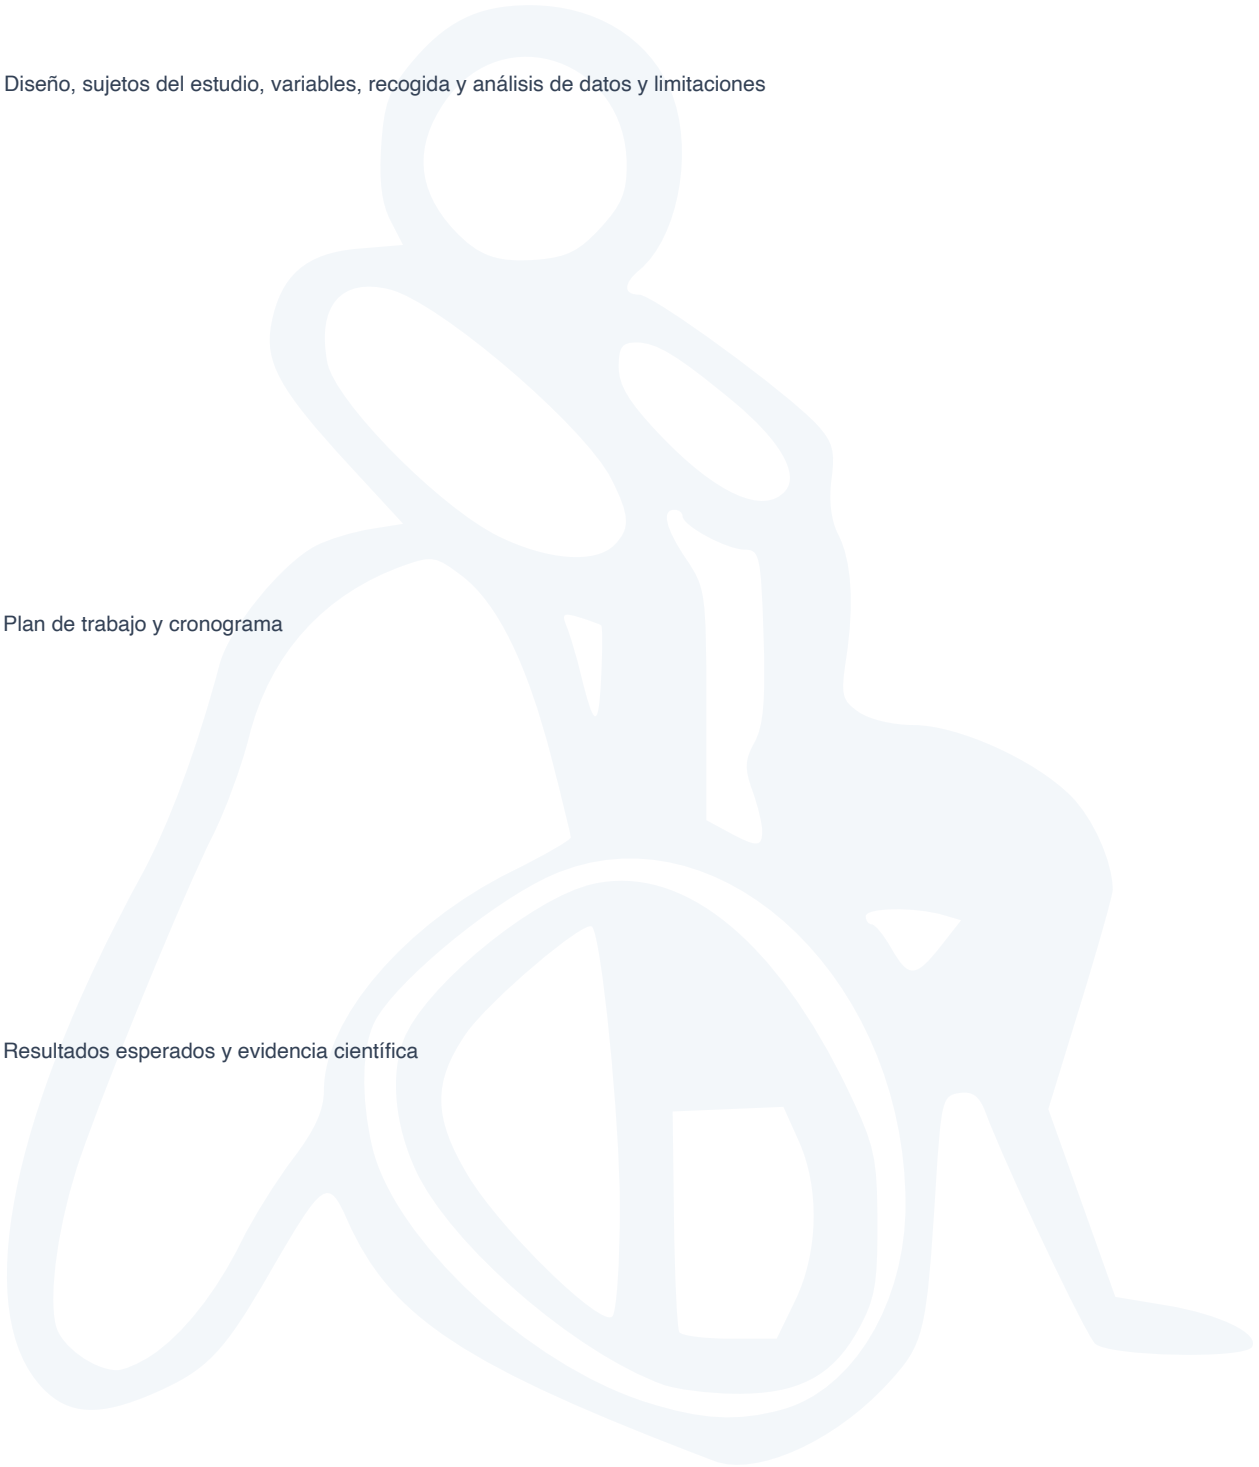 Diseño, sujetos del estudio, variables, recogida y análisis de datos y limitaciones
Plan de trabajo y cronograma
Resultados esperados y evidencia científica